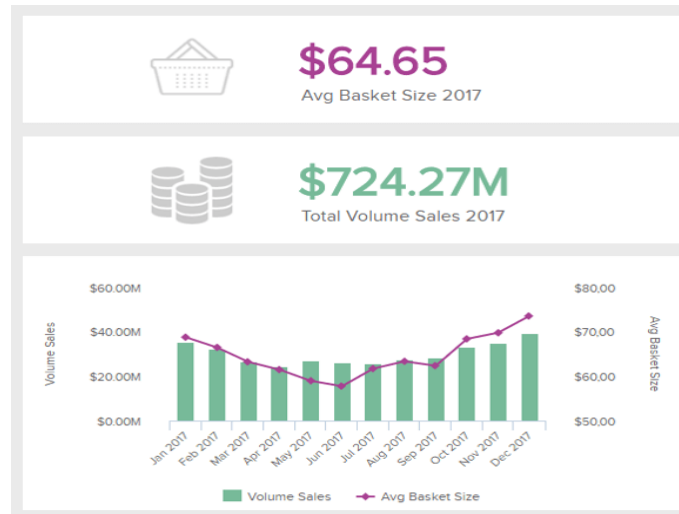 $64.65
Avg Basket Size 2017
$724.27M
Total Volume Sales 2017
Volume Sales
$60.00M
$40.00M
$20.00M
$0.00M
$80,00
$70,00
$60,00
$50,00
Avg Basket Size
Jan 2017
Feb 2017
Mar 2017
Apr 2017
May 2017
Jun 2017
Jul 2017
Aug 2017
Sep 2017
Oct 2017
Nov 2017
Dec 2017
Volume Sales
Avg Basket Size